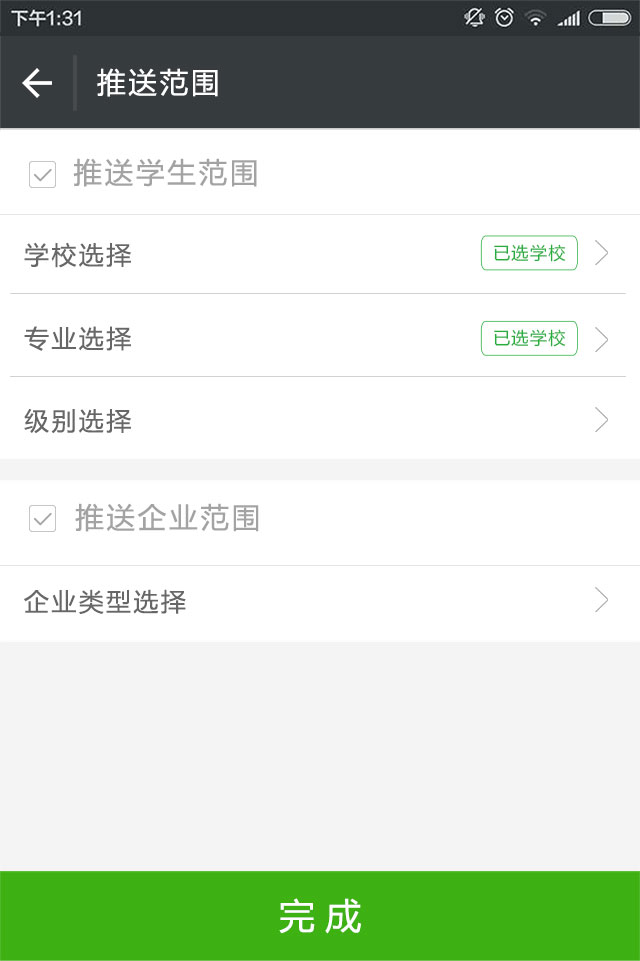 下午1:31
推送范围
推送学生范围
学校选择 已选学校
专业选择 已选学校
级别选择
推送企业范围
企业类型选择
完成